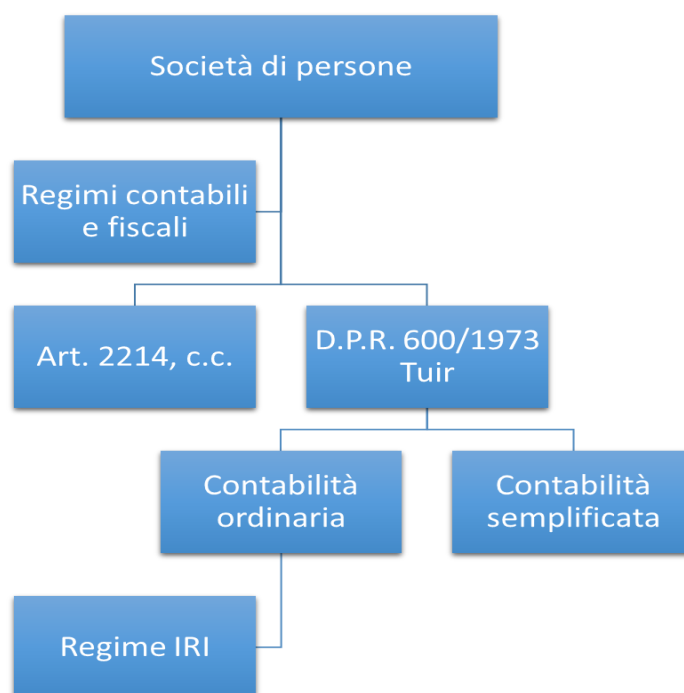 Società di persone
Regimi contabili
e fiscali
Art. 2214, c.c.
D.P.R. 600/1973
Tuir
Contabilità
ordinaria
Contabilità
semplificata
Regime IRI